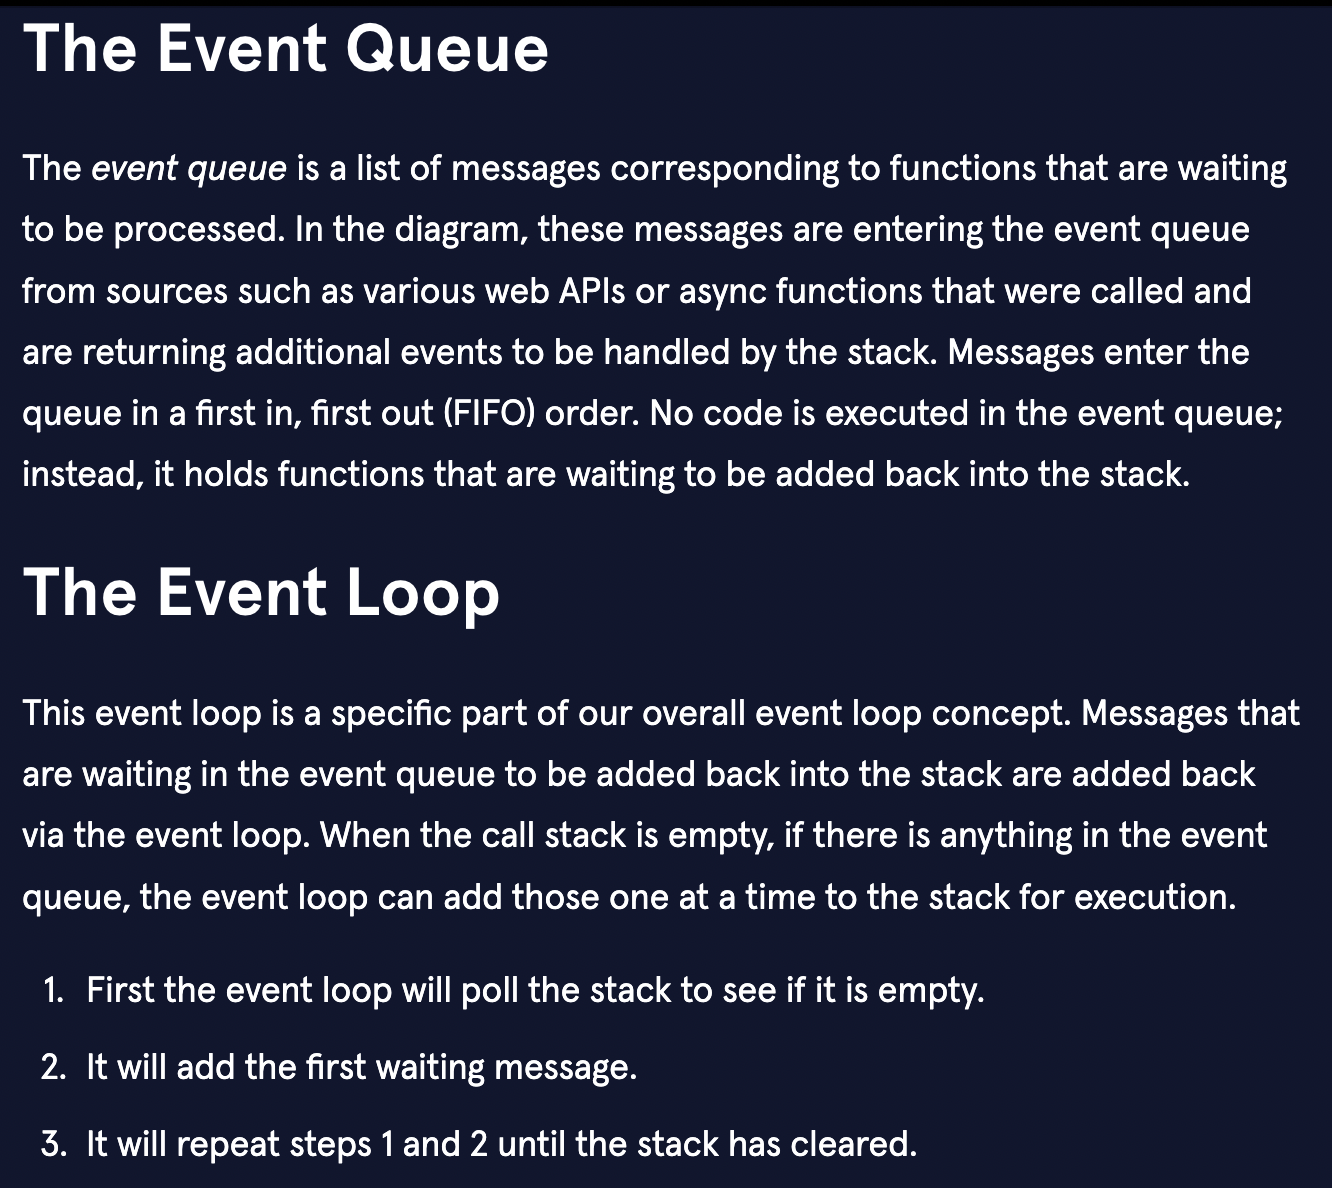 The Event Queue
The event queue is a list of messages corresponding to functions that are waiting
to be processed. In the diagram, these messages are entering the event queue
from sources such as various web APIs or async functions that were called and
are returning additional events to be handled by the stack. Messages enter the
queue in a first in, first out (FIFO) order. No code is executed in the event queue;
instead, it holds functions that are waiting to be added back into the stack.
The Event Loop
This event loop is a specific part of our overall event loop concept. Messages that
are waiting in the event queue to be added back into the stack are added back
via the event loop. When the call stack is empty, if there is anything in the event
queue, the event loop can add those one at a time to the stack for execution.
1. First the event loop will poll the stack to see if it is empty.
2. It will add the first waiting message.
3. It will repeat steps 1 and 2 until the stack has cleared.